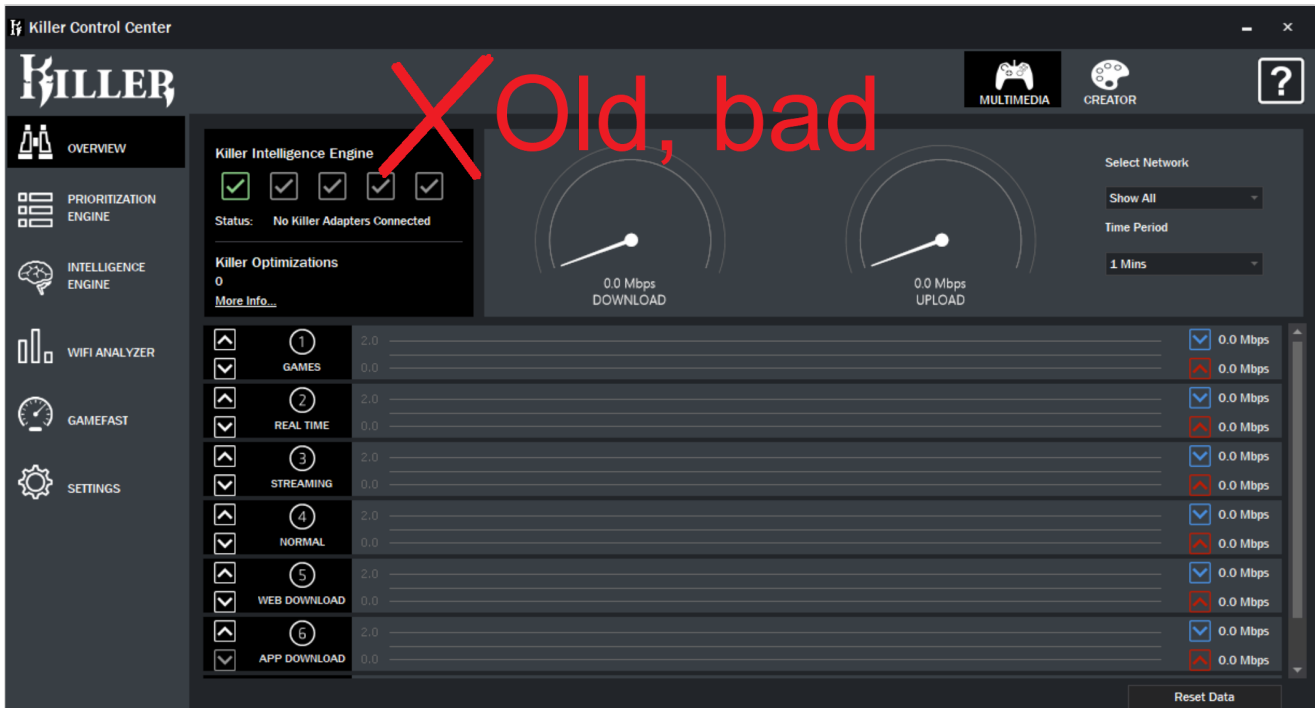 Killer Control Center
KILLER
X Old, bad
MULTIMEDIA
CREATOR
?
OVERVIEW
PRIORITIZATION
ENGINE
INTELLIGENCE
ENGINE
WIFI ANALYZER
GAMEFAST
SETTINGS
Killer Intelligence Engine
Status: No Killer Adapters Connected
Killer Optimizations
0
More Info...
0.0 Mbps
DOWNLOAD
0.0 Mbps
UPLOAD
Select Network
Show All
Time Period
1 Mins
1
GAMES
2.0
0.0
0.0 Mbps
0.0 Mbps
2
REAL TIME
2.0
0.0
0.0 Mbps
0.0 Mbps
3
STREAMING
2.0
0.0
0.0 Mbps
0.0 Mbps
4
NORMAL
2.0
0.0
0.0 Mbps
0.0 Mbps
5
WEB DOWNLOAD
2.0
0.0
0.0 Mbps
0.0 Mbps
6
APP DOWNLOAD
2.0
0.0
0.0 Mbps
0.0 Mbps
Reset Data